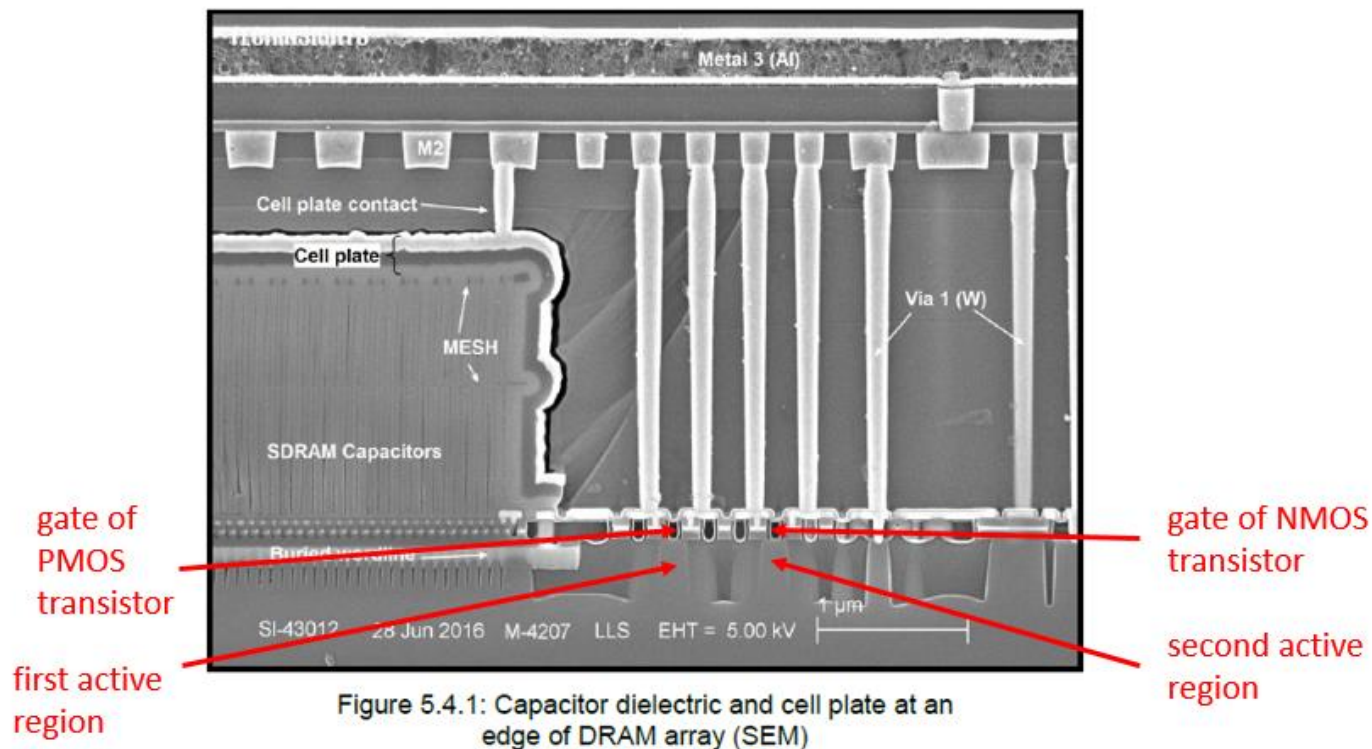 Metal 3 (Al)
M2
Cell plate contact
Cell plate
Via 1 (W)
MESH
SDRAM Capacitors
gate of
PMOS
transistor
gate of NMOS
transistor
Buried wordline
1 µm
SI-43012 28 Jun 2016 M-4207 LLS EHT = 5.00 kV
first active
region
second active
region
Figure 5.4.1: Capacitor dielectric and cell plate at an
edge of DRAM array (SEM)